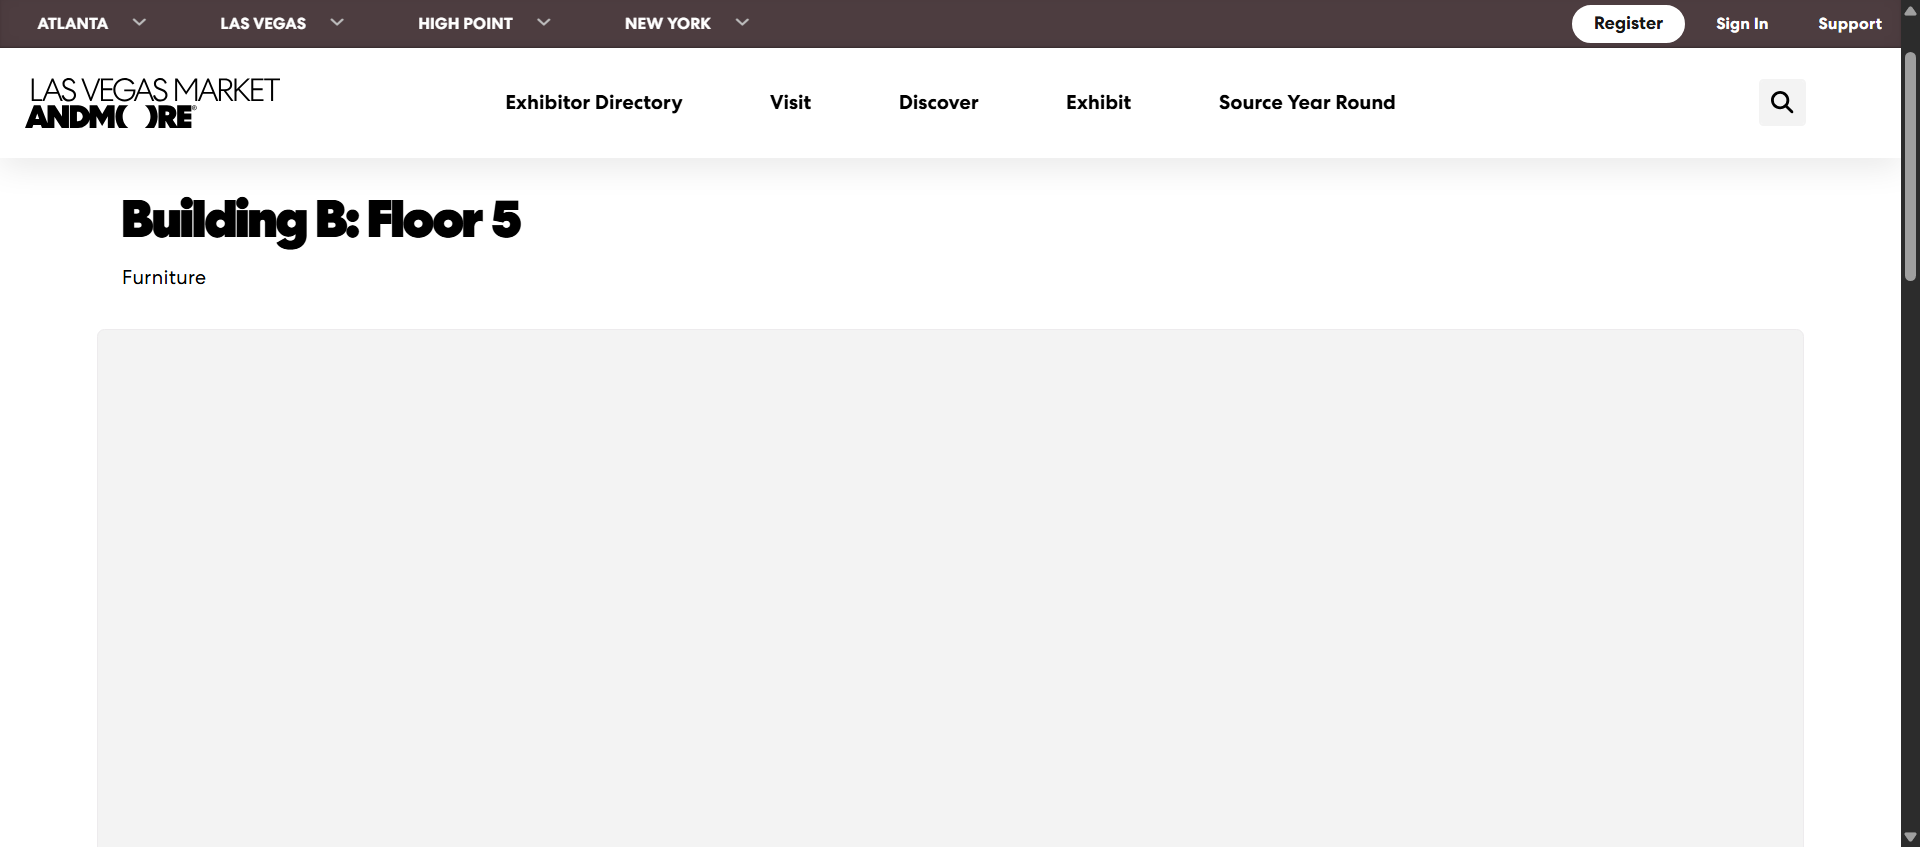 ATLANTA LAS VEGAS HIGH POINT NEW YORK Register Sign In Support
LAS VEGAS MARKET
ANDMORE®
Exhibitor Directory Visit Discover Exhibit Source Year Round
Building B: Floor 5
Furniture